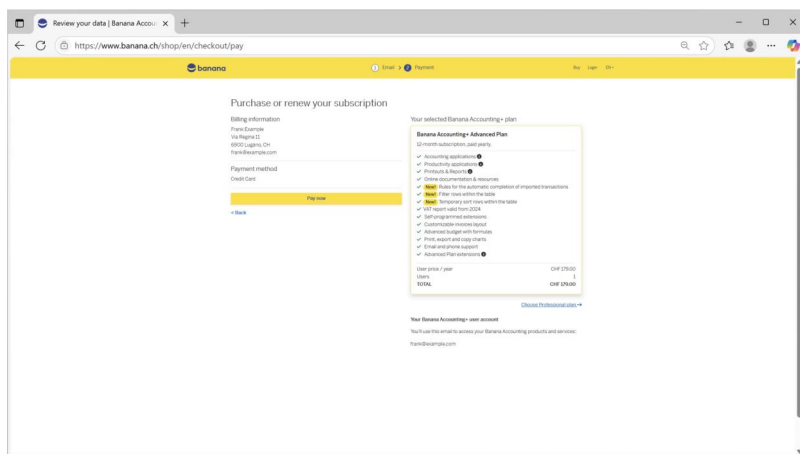 Review your data | Banana Accou
https://www.banana.ch/shop/en/checkout/pay
banana
1 Email > 2 Payment
Buy Login EN
Purchase or renew your subscription
Billing information
Frank Example
Via Regina 11
6900 Lugano, CH
frank@example.com
Payment method
Credit Card
Pay now
< Back
Your selected Banana Accounting+ plan
Banana Accounting+ Advanced Plan
12-month subscription, paid yearly.
Accounting applications
Productivity applications
Printouts & Reports
Online documentation & resources
New! Rules for the automatic completion of imported transactions
New! Filter rows within the table
New! Temporary sort rows within the table
VAT report valid from 2024
Self-programmed extensions
Customizable invoices layout
Advanced budget with formulas
Print, export and copy charts
Email and phone support
Advanced Plan extensions
User price / year CHF 179.00
Users 1
TOTAL CHF 179.00
Choose Professional plan →
Your Banana Accounting+ user account
You'll use this email to access your Banana Accounting products and services:
frank@example.com